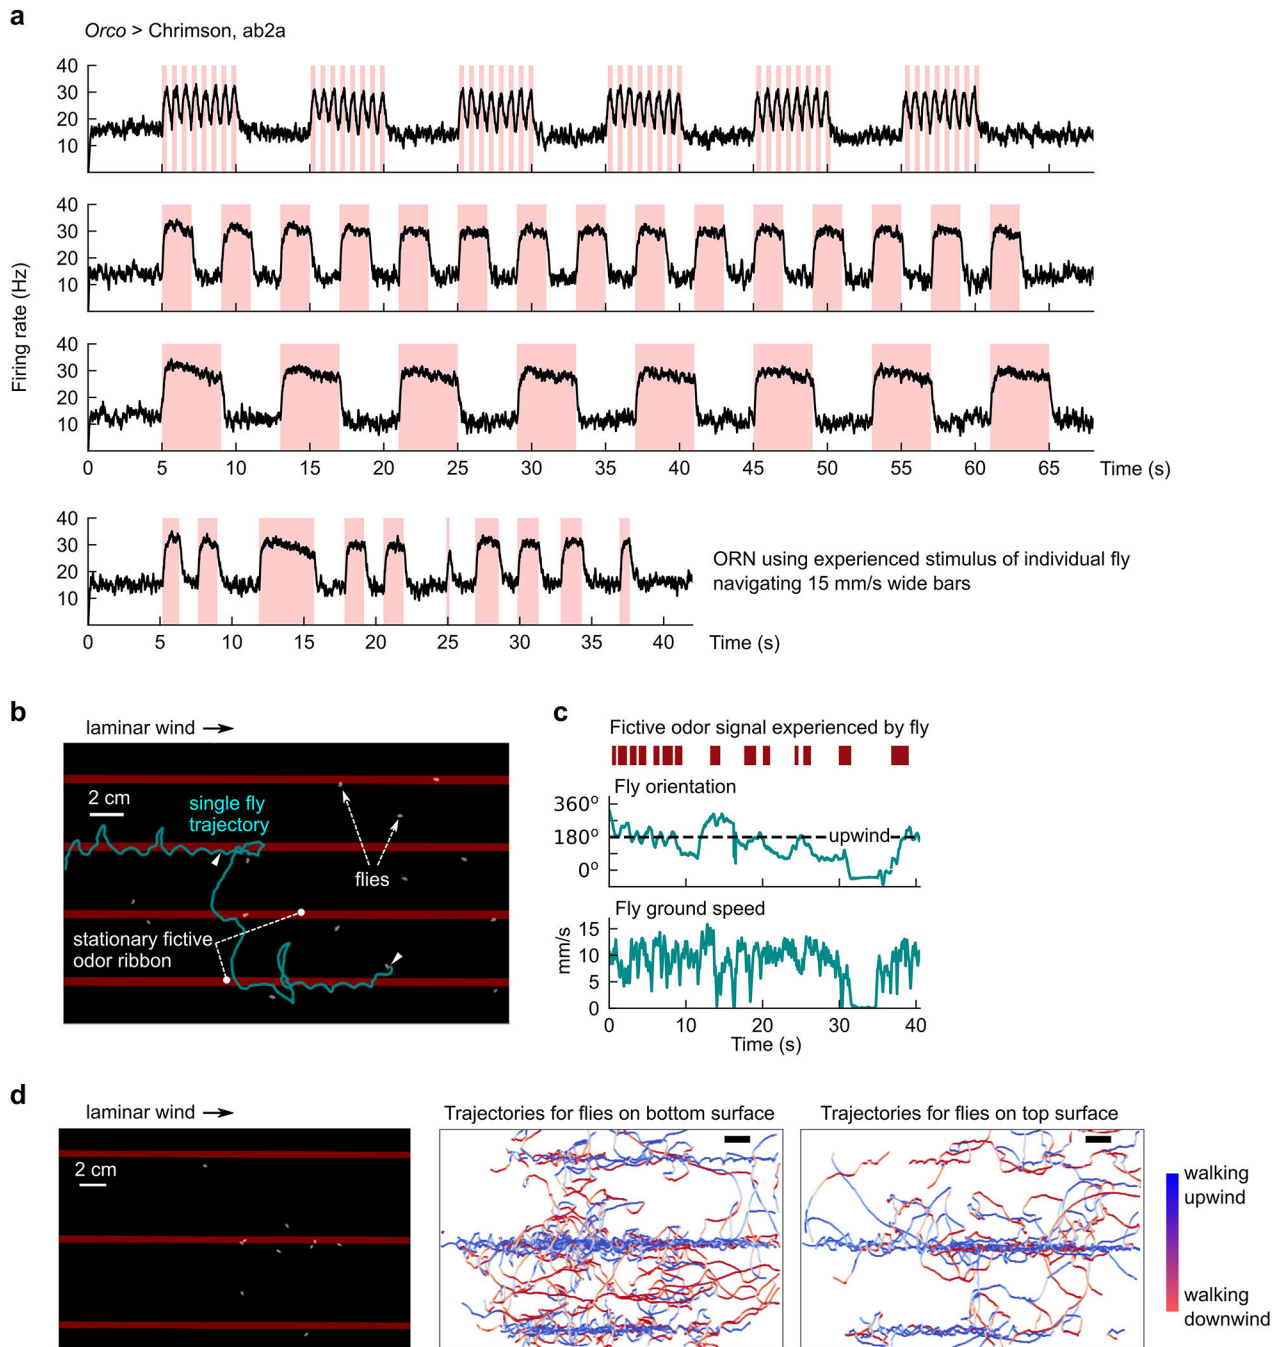 a
Orco > Chrimson, ab2a
40
30
20
10
40
30
20
10
Firing rate (Hz)
40
30
20
10
0 5 10 15 20 25 30 35 40 45 50 55 60 65 Time (s)
40
30
20
10
ORN using experienced stimulus of individual fly
navigating 15 mm/s wide bars
0 5 10 15 20 25 30 35 40 Time (s)
b
laminar wind
2 cm
single fly
trajectory
flies
stationary fictive
odor ribbon
c
Fictive odor signal experienced by fly
Fly orientation
360°
180°
0°
upwind
Fly ground speed
mm/s
15
10
5
0
0 10 20 30 40
Time (s)
d
laminar wind
2 cm
Trajectories for flies on bottom surface
Trajectories for flies on top surface
walking
upwind
walking
downwind